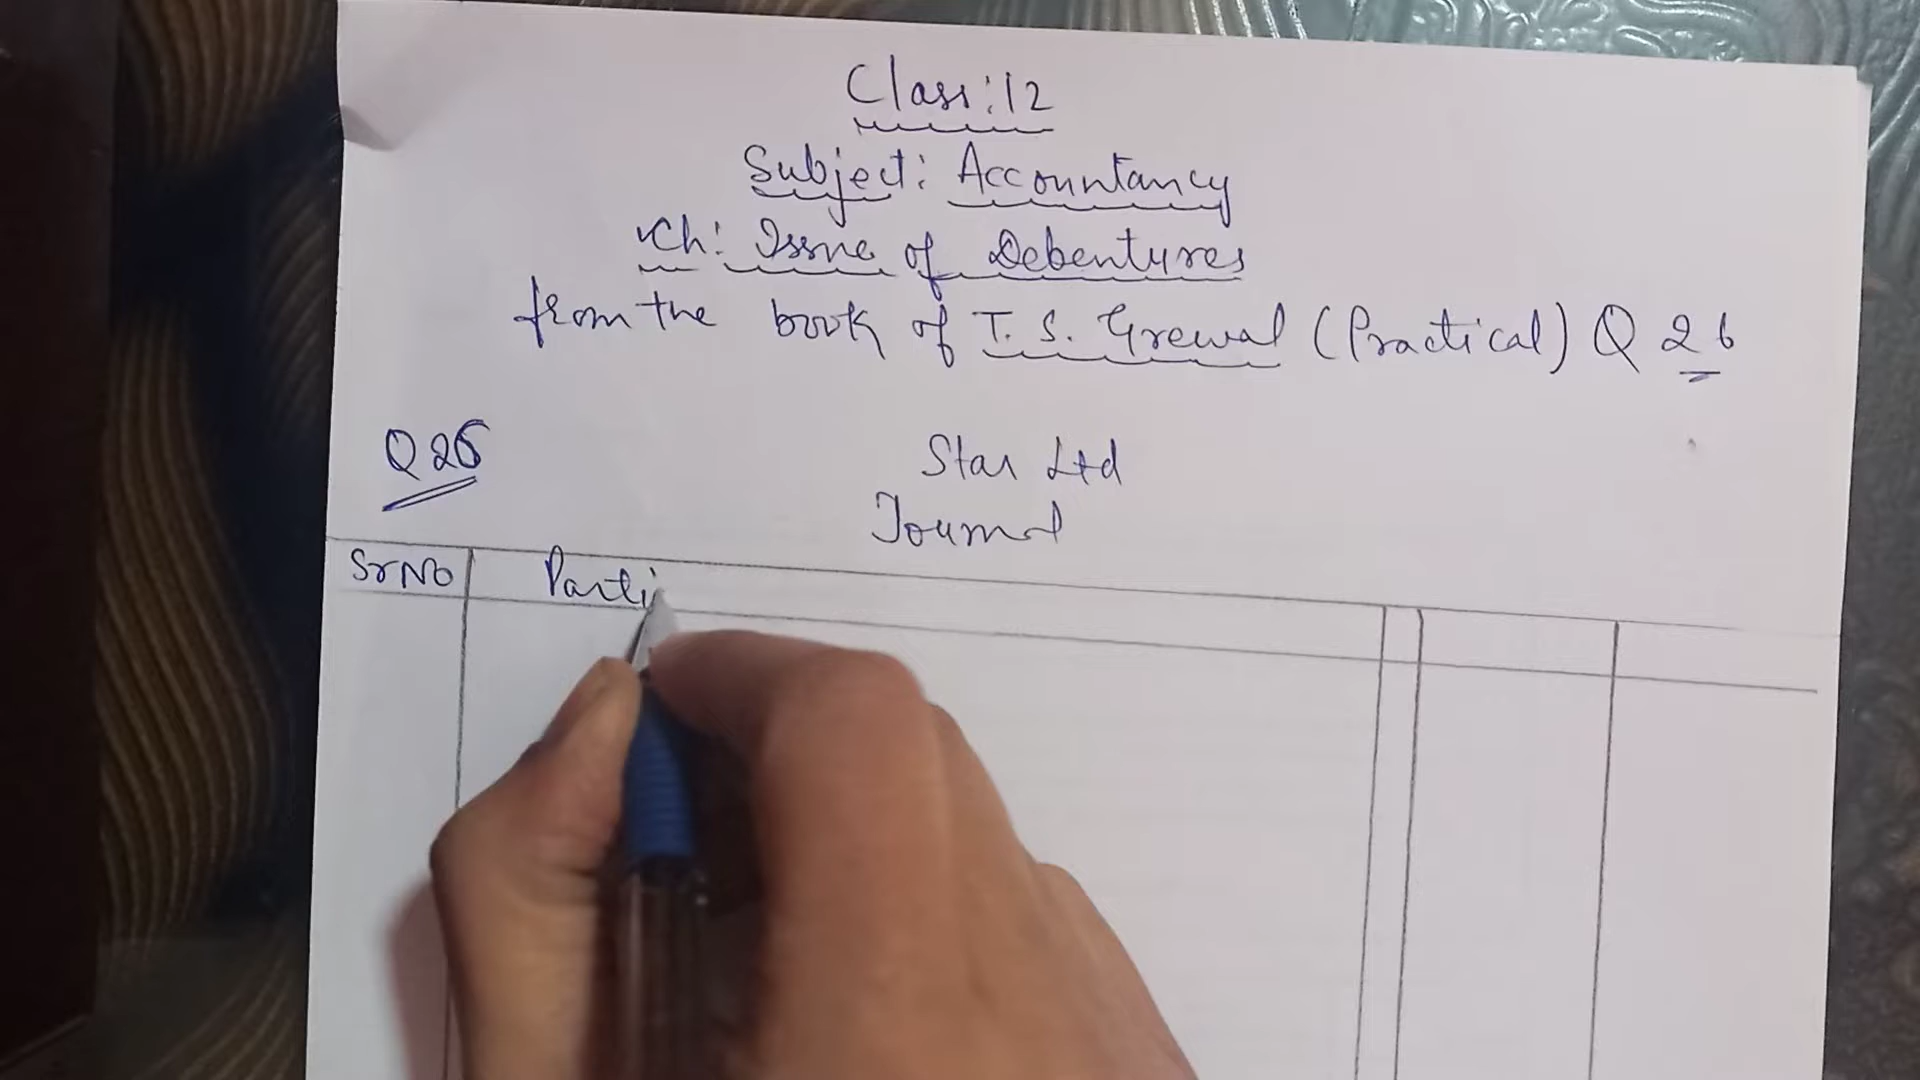 Class: 12
Subject: Accountancy
Ch: Issue of Debentures
from the book of T. S. Grewal (Practical) Q 26
Q 26
Star Ltd
Journal
Sr No Parti